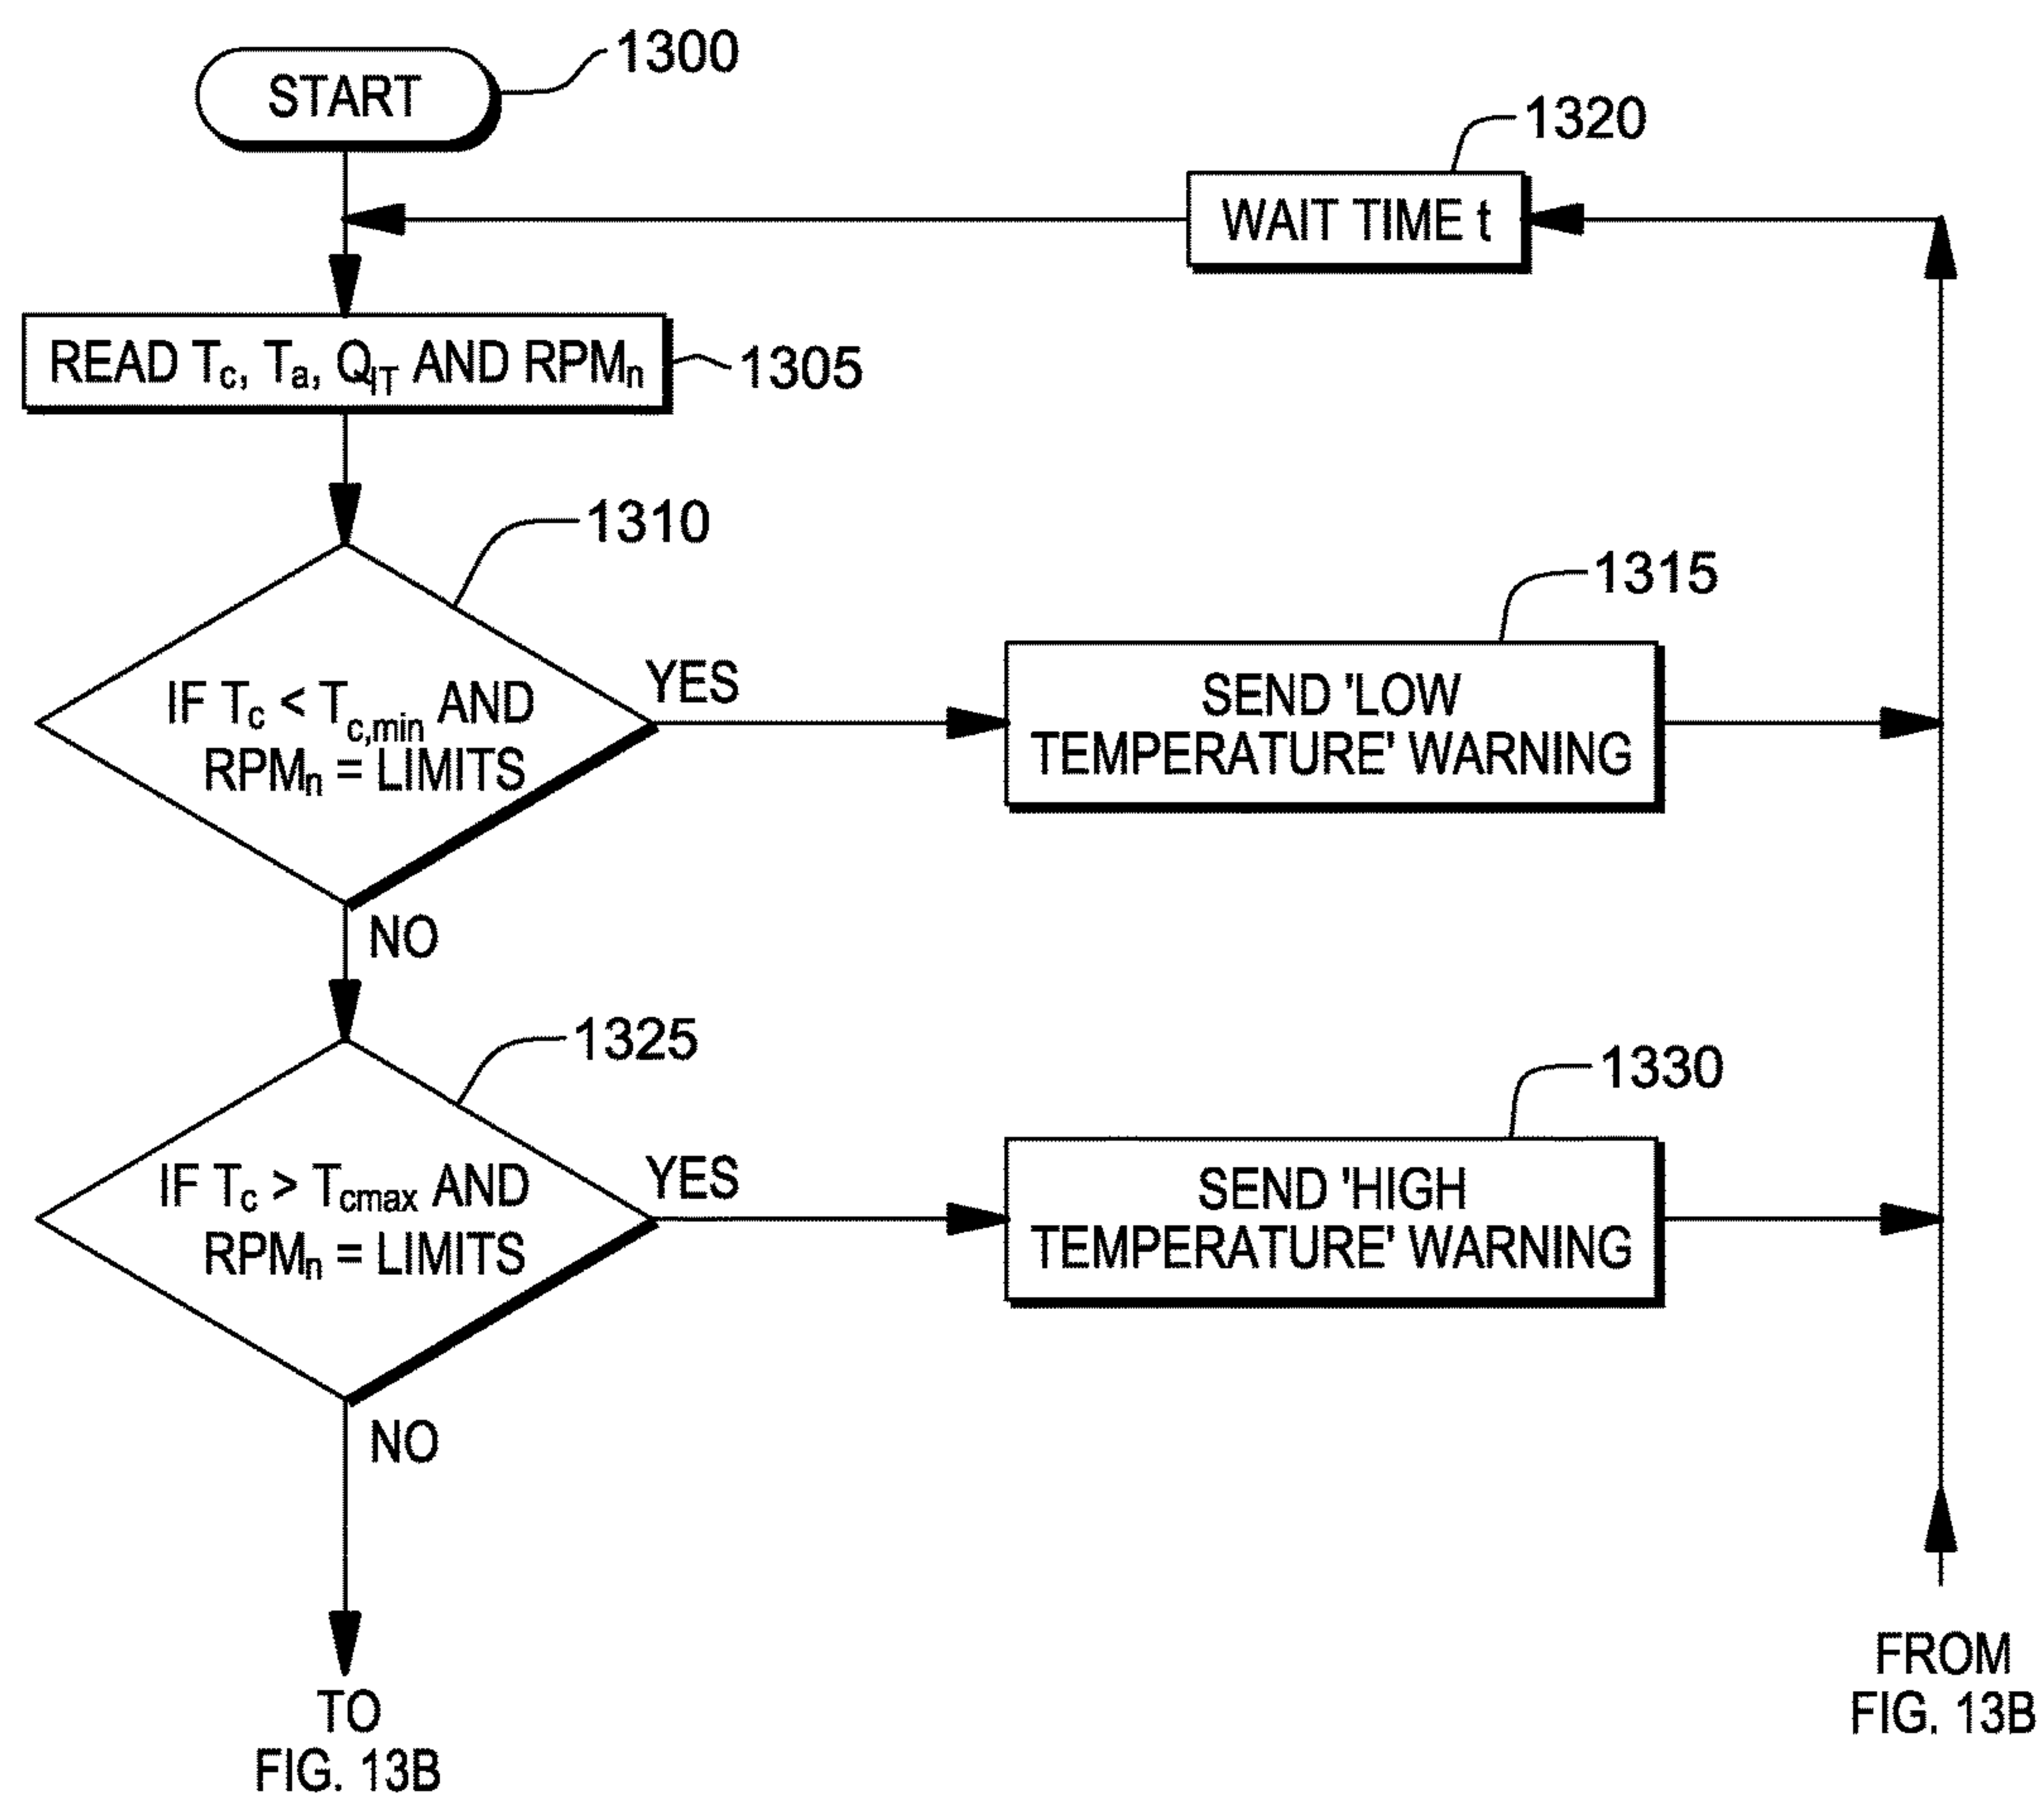 START
1300
1320
WAIT TIME t
READ Tc, Ta, QIT AND RPMn
1305
1310
1315
IF Tc < Tc,min AND
RPMn = LIMITS
YES
SEND 'LOW
TEMPERATURE' WARNING
NO
1325
1330
IF Tc > Tcmax AND
RPMn = LIMITS
YES
SEND 'HIGH
TEMPERATURE' WARNING
NO
TO
FIG. 13B
FROM
FIG. 13B